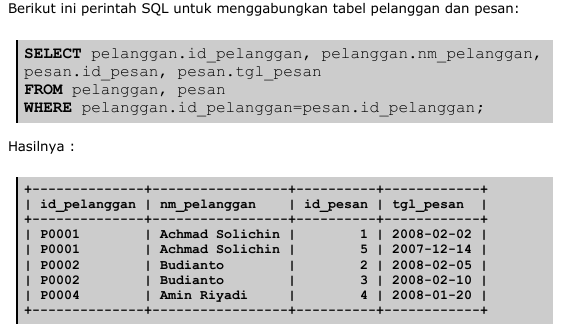 Berikut ini perintah SQL untuk menggabungkan tabel pelanggan dan pesan:
SELECT pelanggan.id_pelanggan, pelanggan.nm_pelanggan,
pesan.id_pesan, pesan.tgl_pesan
FROM pelanggan, pesan
WHERE pelanggan.id_pelanggan=pesan.id_pelanggan;
Hasilnya :
+--------------+-----------------+----------+------------+
| id_pelanggan | nm_pelanggan    | id_pesan | tgl_pesan  |
+--------------+-----------------+----------+------------+
| P0001        | Achmad Solichin |        1 | 2008-02-02 |
| P0001        | Achmad Solichin |        5 | 2007-12-14 |
| P0002        | Budianto        |        2 | 2008-02-05 |
| P0002        | Budianto        |        3 | 2008-02-10 |
| P0004        | Amin Riyadi     |        4 | 2008-01-20 |
+--------------+-----------------+----------+------------+